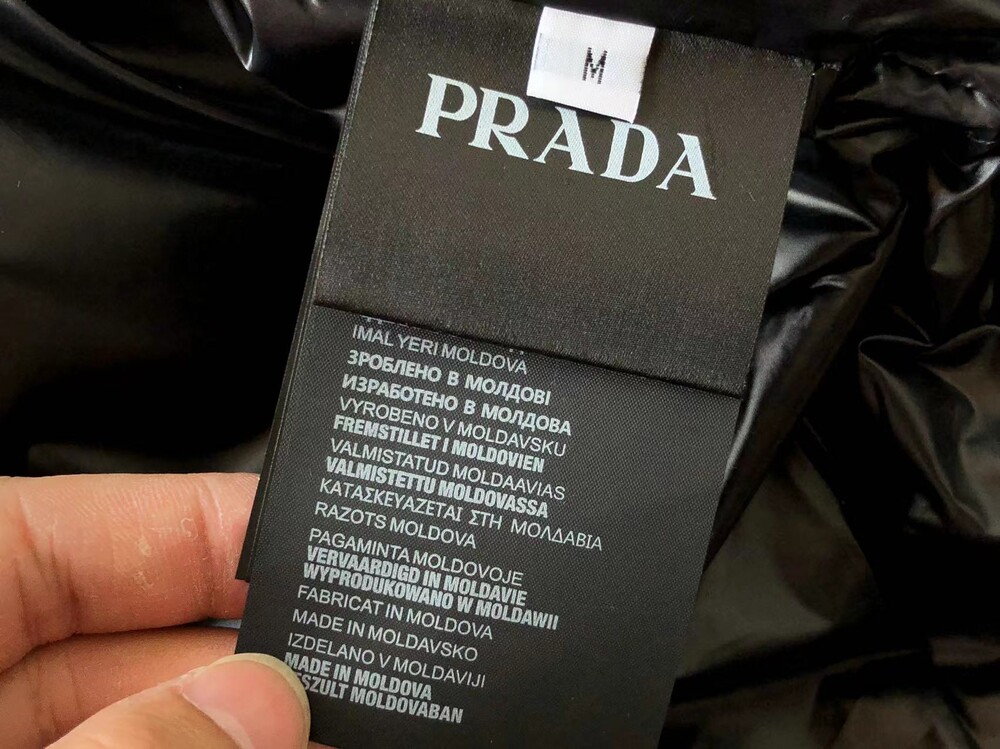 M
PRADA
IMAL YERI MOLDOVA
ЗРОБЛЕНО В МОЛДОВІ
ИЗРАБОТЕНО В МОЛДОВА
VYROBENO V MOLDAVSKU
FREMSTILLET I MOLDOVIEN
VALMISTATUD MOLDAAVIAS
VALMISTETTU MOLDOVASSA
ΚΑΤΑΣΚΕΥΑΖΕΤΑΙ ΣΤΗ ΜΟΛΔΑΒΙΑ
RAZOTS MOLDOVA
PAGAMINTA MOLDOVOJE
VERVAARDIGD IN MOLDAVIE
WYPRODUKOWANO W MOLDAWII
FABRICAT IN MOLDOVA
MADE IN MOLDAVSKO
IZDELANO V MOLDAVIJI
MADE IN MOLDOVA
ESZULT MOLDOVABAN